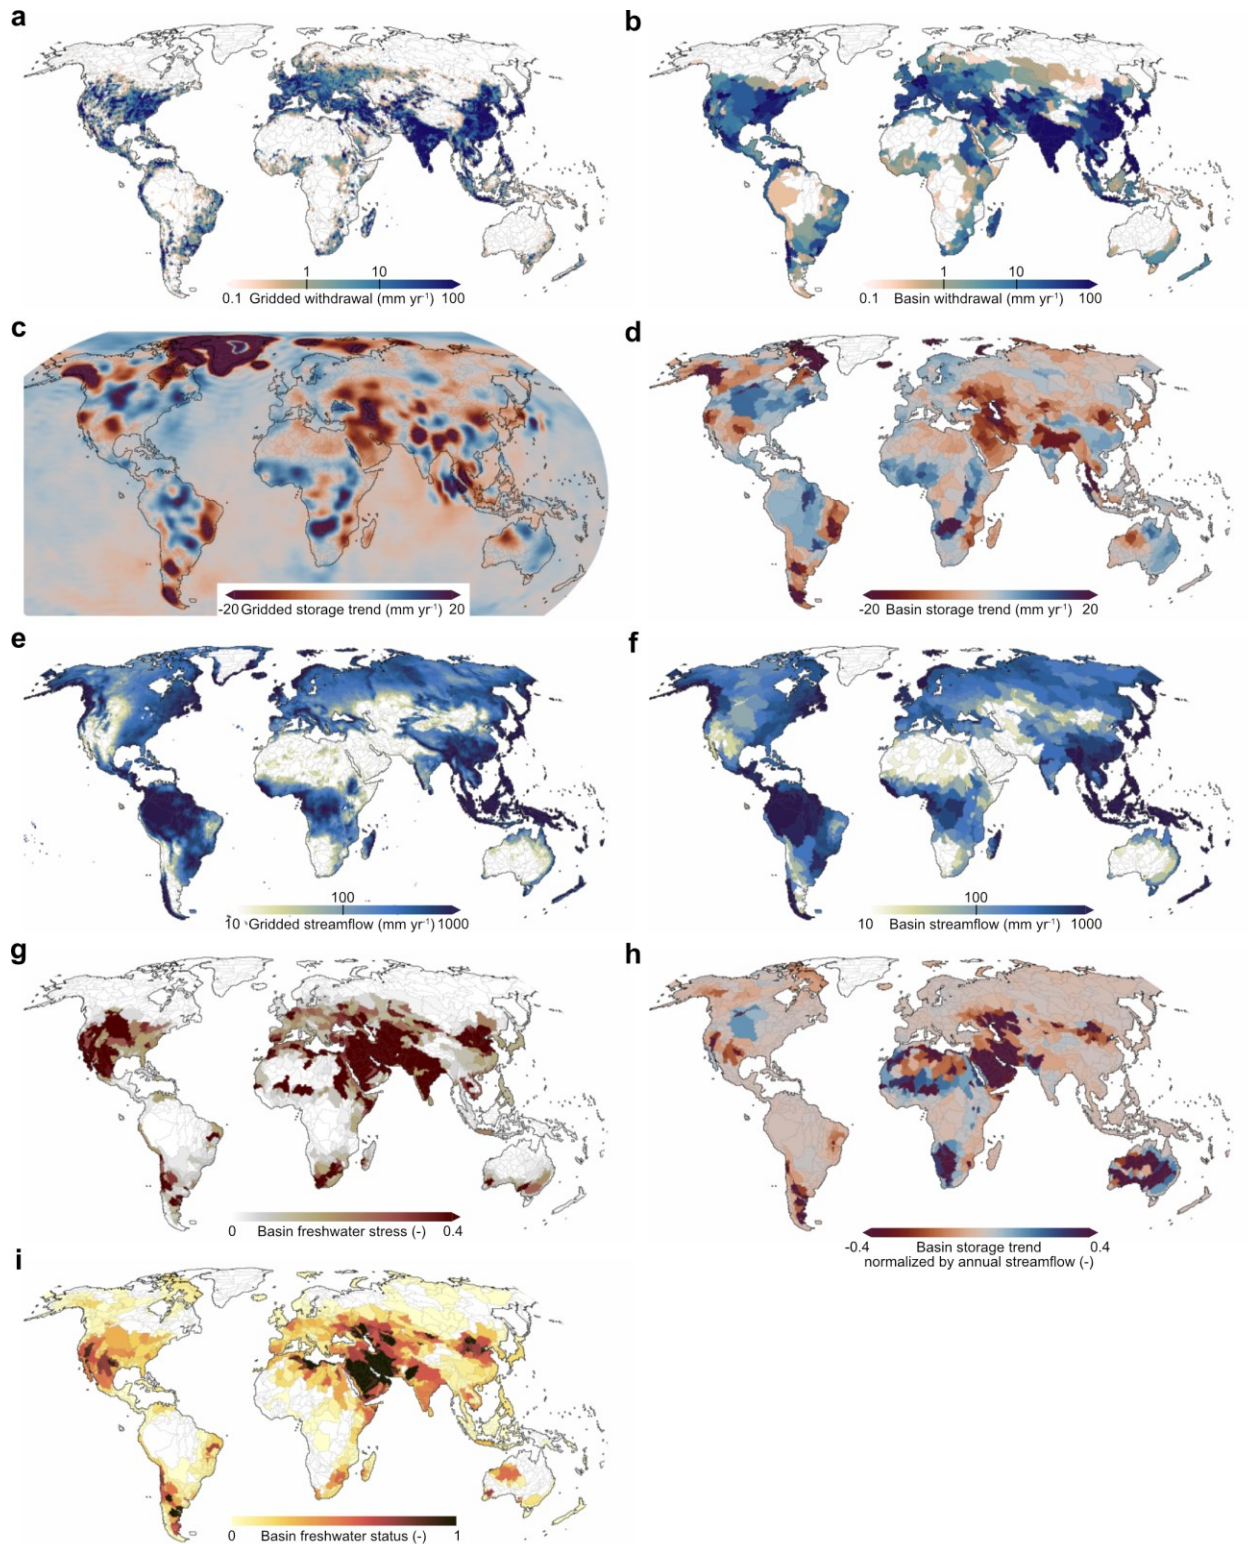 a
b
1 10
0.1 Gridded withdrawal (mm yr⁻¹) 100
1 10
0.1 Basin withdrawal (mm yr⁻¹) 100
c
d
-20 Gridded storage trend (mm yr⁻¹) 20
-20 Basin storage trend (mm yr⁻¹) 20
e
f
100
10 Gridded streamflow (mm yr⁻¹) 1000
100
10 Basin streamflow (mm yr⁻¹) 1000
g
h
0 Basin freshwater stress (-) 0.4
-0.4 Basin storage trend 0.4
normalized by annual streamflow (-)
i
0 Basin freshwater status (-) 1